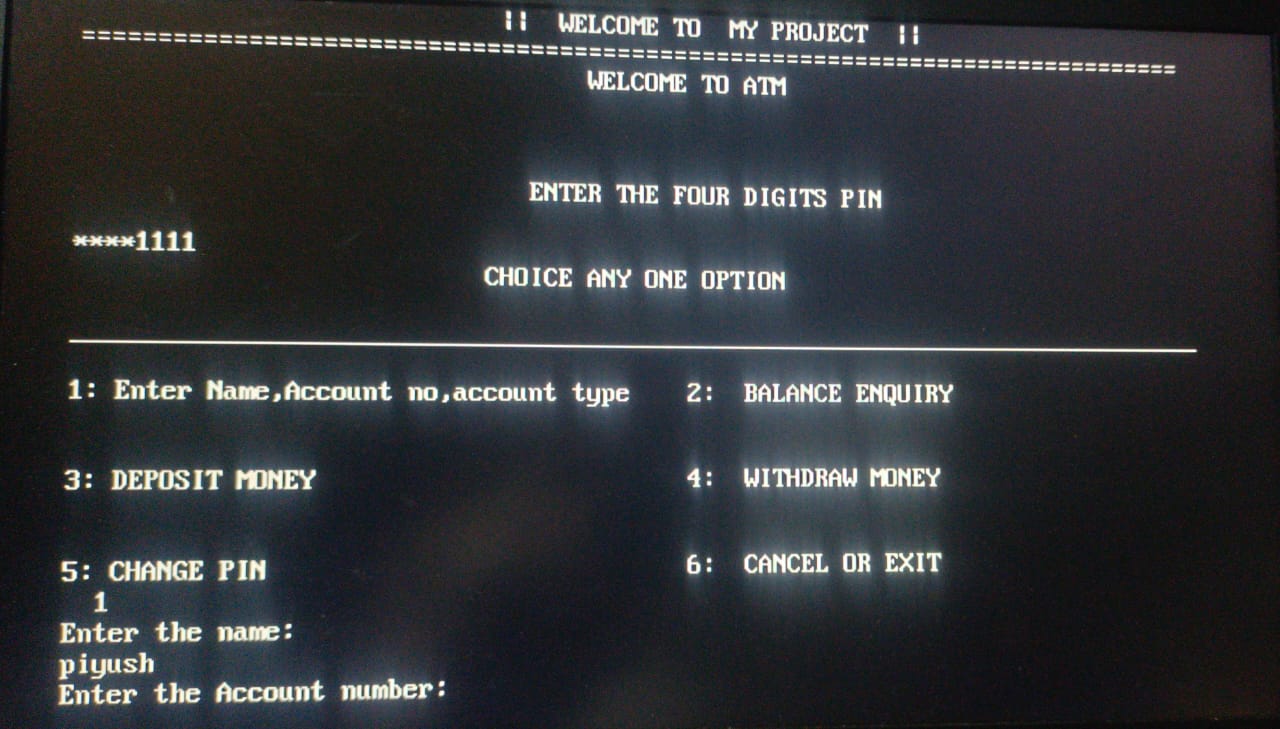 || WELCOME TO MY PROJECT ||
================================================================================
WELCOME TO ATM
ENTER THE FOUR DIGITS PIN
****1111
CHOICE ANY ONE OPTION
1: Enter Name,Account no,account type 2: BALANCE ENQUIRY
3: DEPOSIT MONEY 4: WITHDRAW MONEY
5: CHANGE PIN 6: CANCEL OR EXIT
1
Enter the name:
piyush
Enter the Account number: